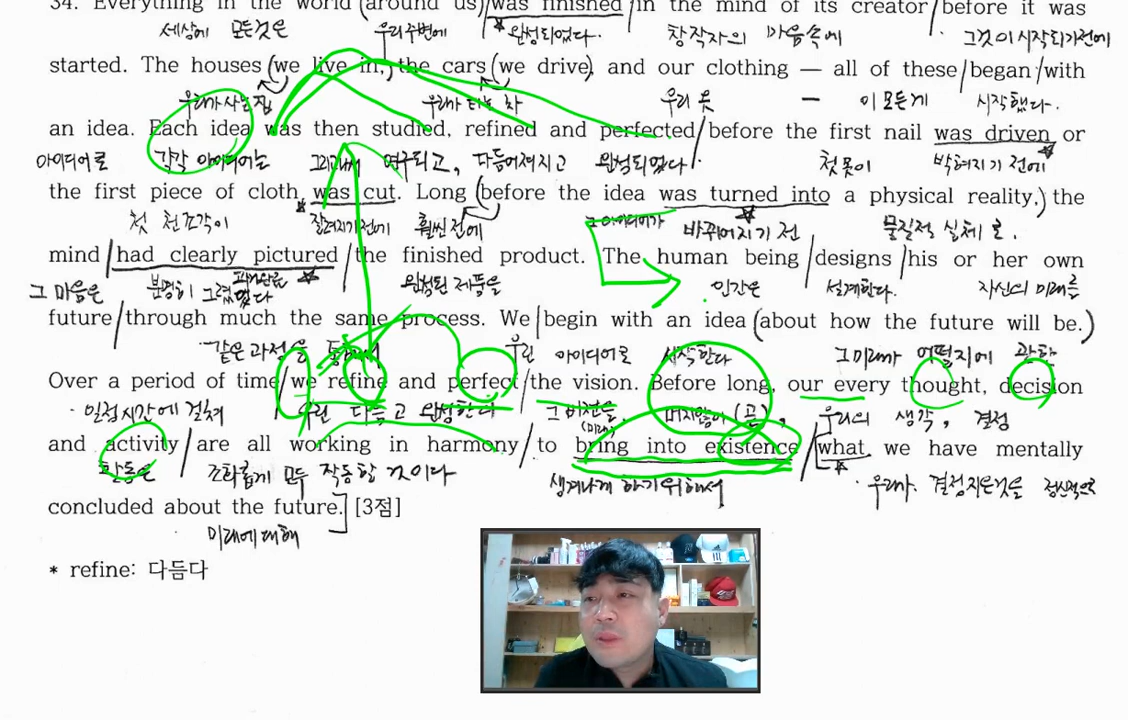 34. Everything in the world (around us) was finished in the mind of its creator before it was
세상에 모든것은 우리주변에 완성되었다. 창작자의 마음속에 그것이시작되기전에
started. The houses (we live in,) the cars (we drive), and our clothing — all of these began with
우리가 사는 집 우리가 타는 차 우리 옷 — 이 모든게 시작했다.
an idea. Each idea was then studied, refined and perfected before the first nail was driven or
아이디어로 각각 아이디어는 그리고나서 연구되고, 다듬어져지고 완성되었다. 첫못이 박혀지기 전에
the first piece of cloth was cut. Long (before the idea was turned into a physical reality,) the
첫 천조각이 잘려지기전에 훨씬전에 그 아이디어가 바뀌어지기 전 물질적 실체로.
mind had clearly pictured the finished product. The human being designs his or her own
그 마음은 분명히 그렸었다 완성된 제품을 인간은 설계한다. 자신의 미래를
future through much the same process. We begin with an idea (about how the future will be.)
같은 과정을 통해서 우린 아이디어로 시작한다 그미래가 어떨지에 관한
Over a period of time we refine and perfect the vision. Before long, our every thought, decision
일정시간에 걸쳐 우린 다듬고 완성한다 그 비전을. (미래) 머지않아 (곧), 우리의 생각, 결정
and activity are all working in harmony to bring into existence what we have mentally
활동은 조화롭게 모두 작동할 것이다 생겨나게 하기위해서 우리가 결정지은것을 정신적으로
concluded about the future.] [3점]
미래에 대해
* refine: 다듬다